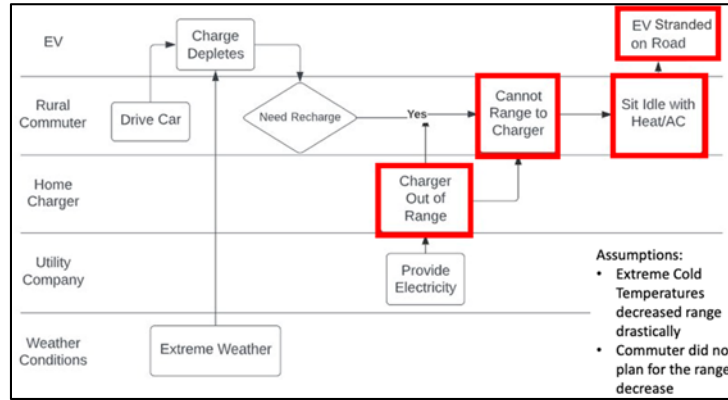 EV
Charge
Depletes
EV Stranded
on Road
Rural
Commuter
Drive Car
Need Recharge
Yes
Cannot
Range to
Charger
Sit Idle with
Heat/AC
Home
Charger
Charger
Out of
Range
Utility
Company
Provide
Electricity
Weather
Conditions
Extreme Weather
Assumptions:
• Extreme Cold
Temperatures
decreased range
drastically
• Commuter did no
plan for the range
decrease